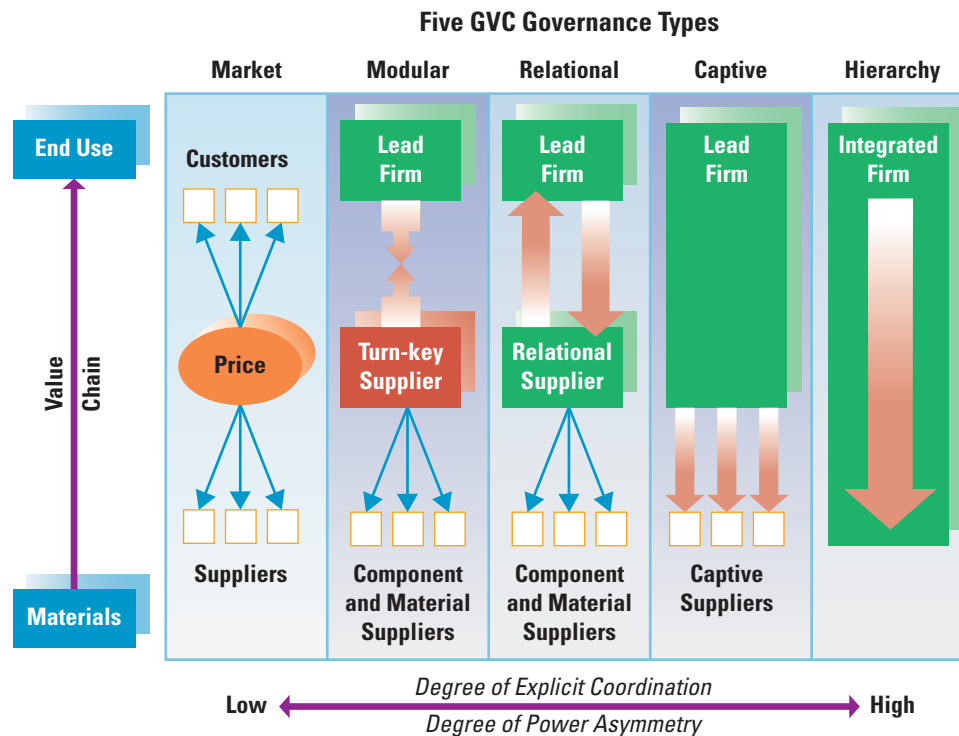 Five GVC Governance Types
Market
Modular
Relational
Captive
Hierarchy
End Use
Value
Chain
Materials
Customers
Price
Suppliers
Lead
Firm
Turn-key
Supplier
Component
and Material
Suppliers
Lead
Firm
Relational
Supplier
Component
and Material
Suppliers
Lead
Firm
Captive
Suppliers
Integrated
Firm
Low
Degree of Explicit Coordination
Degree of Power Asymmetry
High